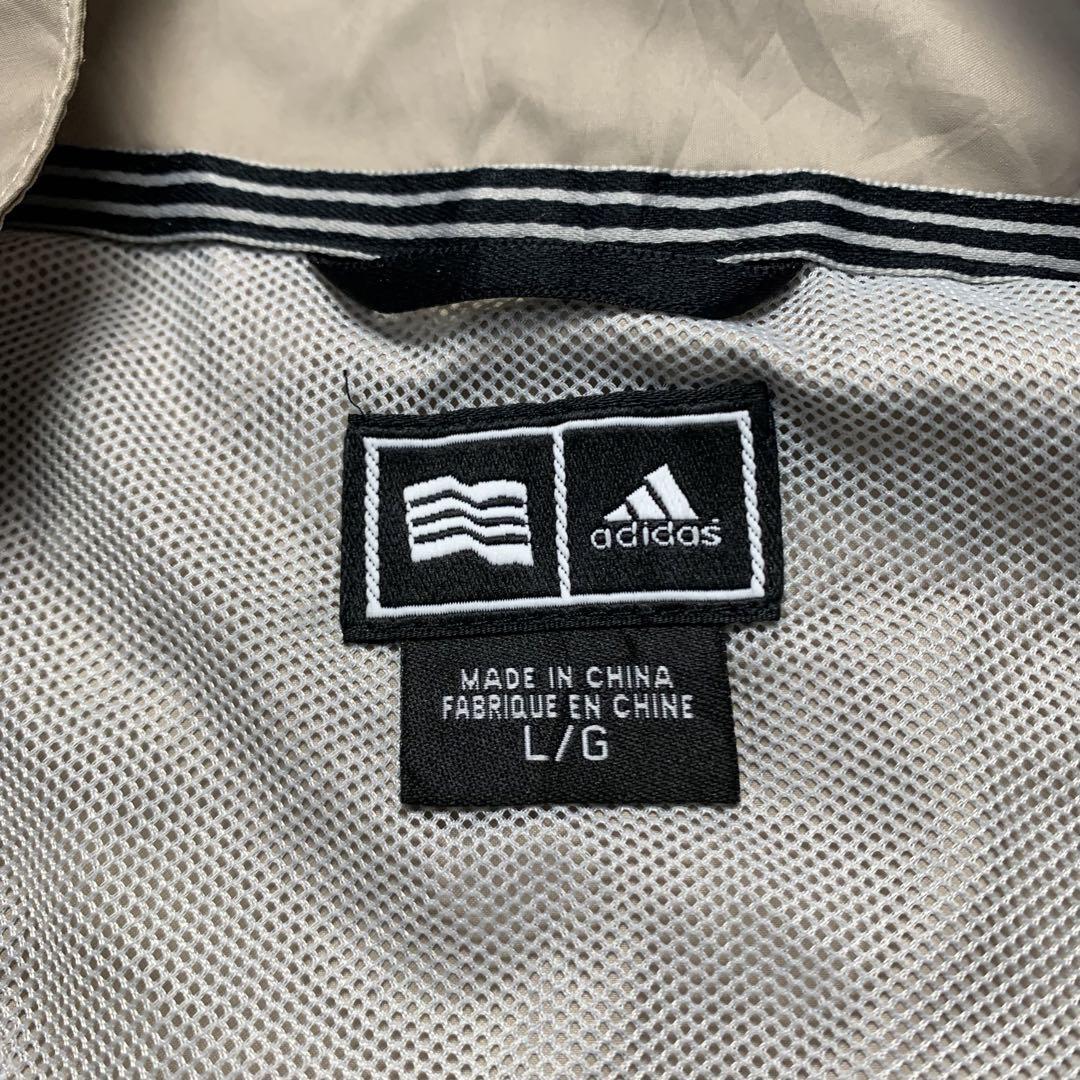 adidas
MADE IN CHINA
FABRIQUE EN CHINE
L/G